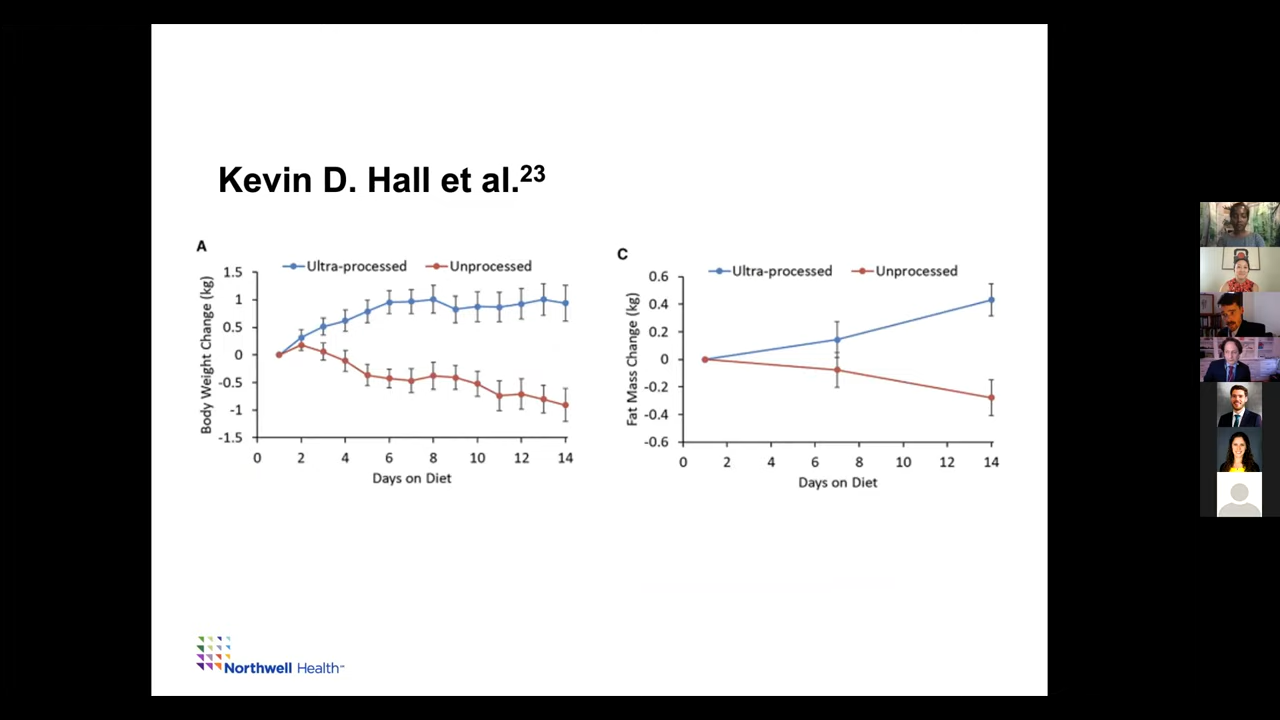 Kevin D. Hall et al.23
A
Ultra-processed Unprocessed
Body Weight Change (kg)
1.5
1
0.5
0
-0.5
-1
-1.5
0 2 4 6 8 10 12 14
Days on Diet
C
Ultra-processed Unprocessed
Fat Mass Change (kg)
0.6
0.4
0.2
0
-0.2
-0.4
-0.6
0 2 4 6 8 10 12 14
Days on Diet
Northwell Health℠